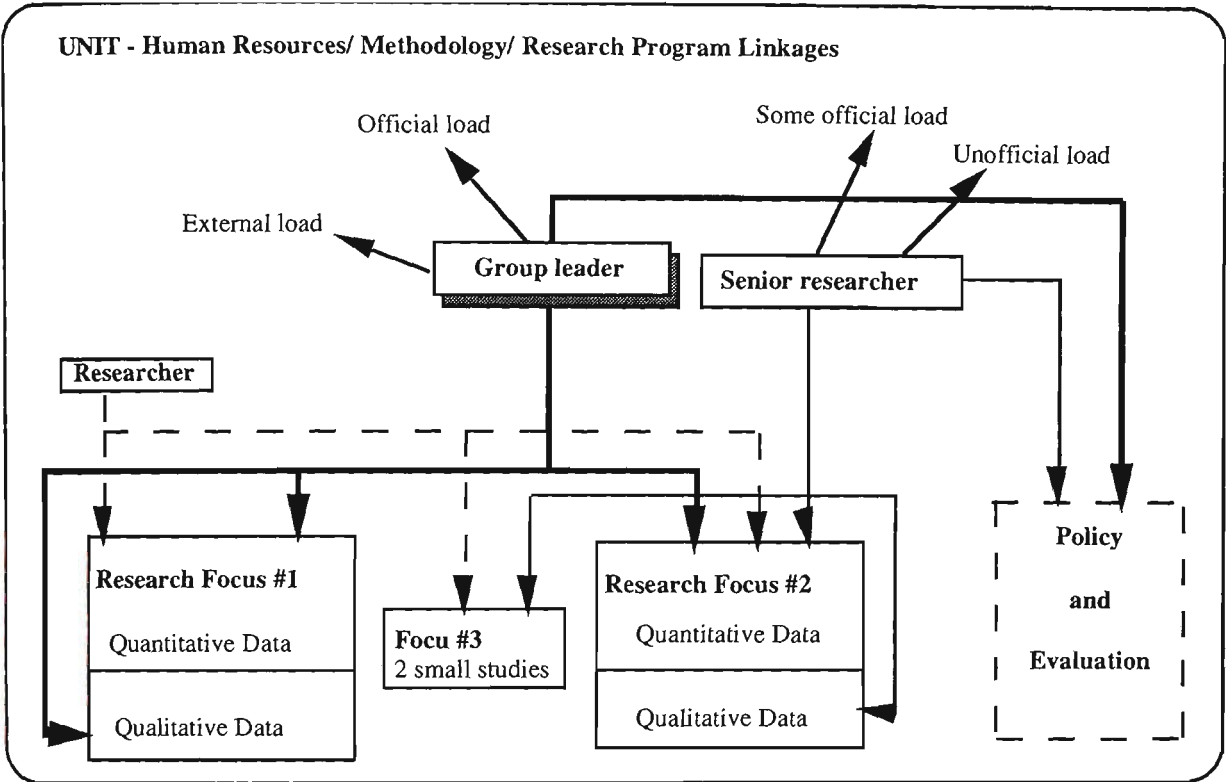 UNIT - Human Resources/ Methodology/ Research Program Linkages
Official load
Some official load
Unofficial load
External load
Group leader
Senior researcher
Researcher
Research Focus #1
Quantitative Data
Qualitative Data
Focu #3
2 small studies
Research Focus #2
Quantitative Data
Qualitative Data
Policy
and
Evaluation